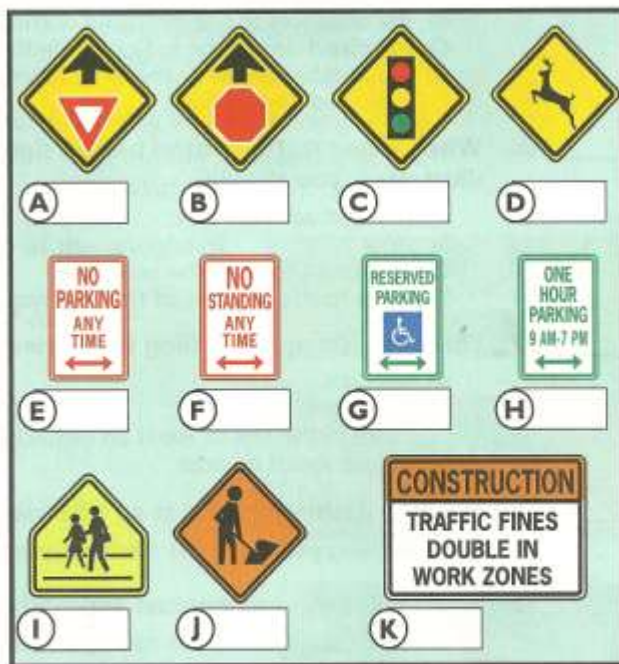 A
B
C
D
NO
PARKING
ANY
TIME
NO
STANDING
ANY
TIME
RESERVED
PARKING
ONE
HOUR
PARKING
9 AM-7 PM
E
F
G
H
CONSTRUCTION
TRAFFIC FINES
DOUBLE IN
WORK ZONES
I
J
K